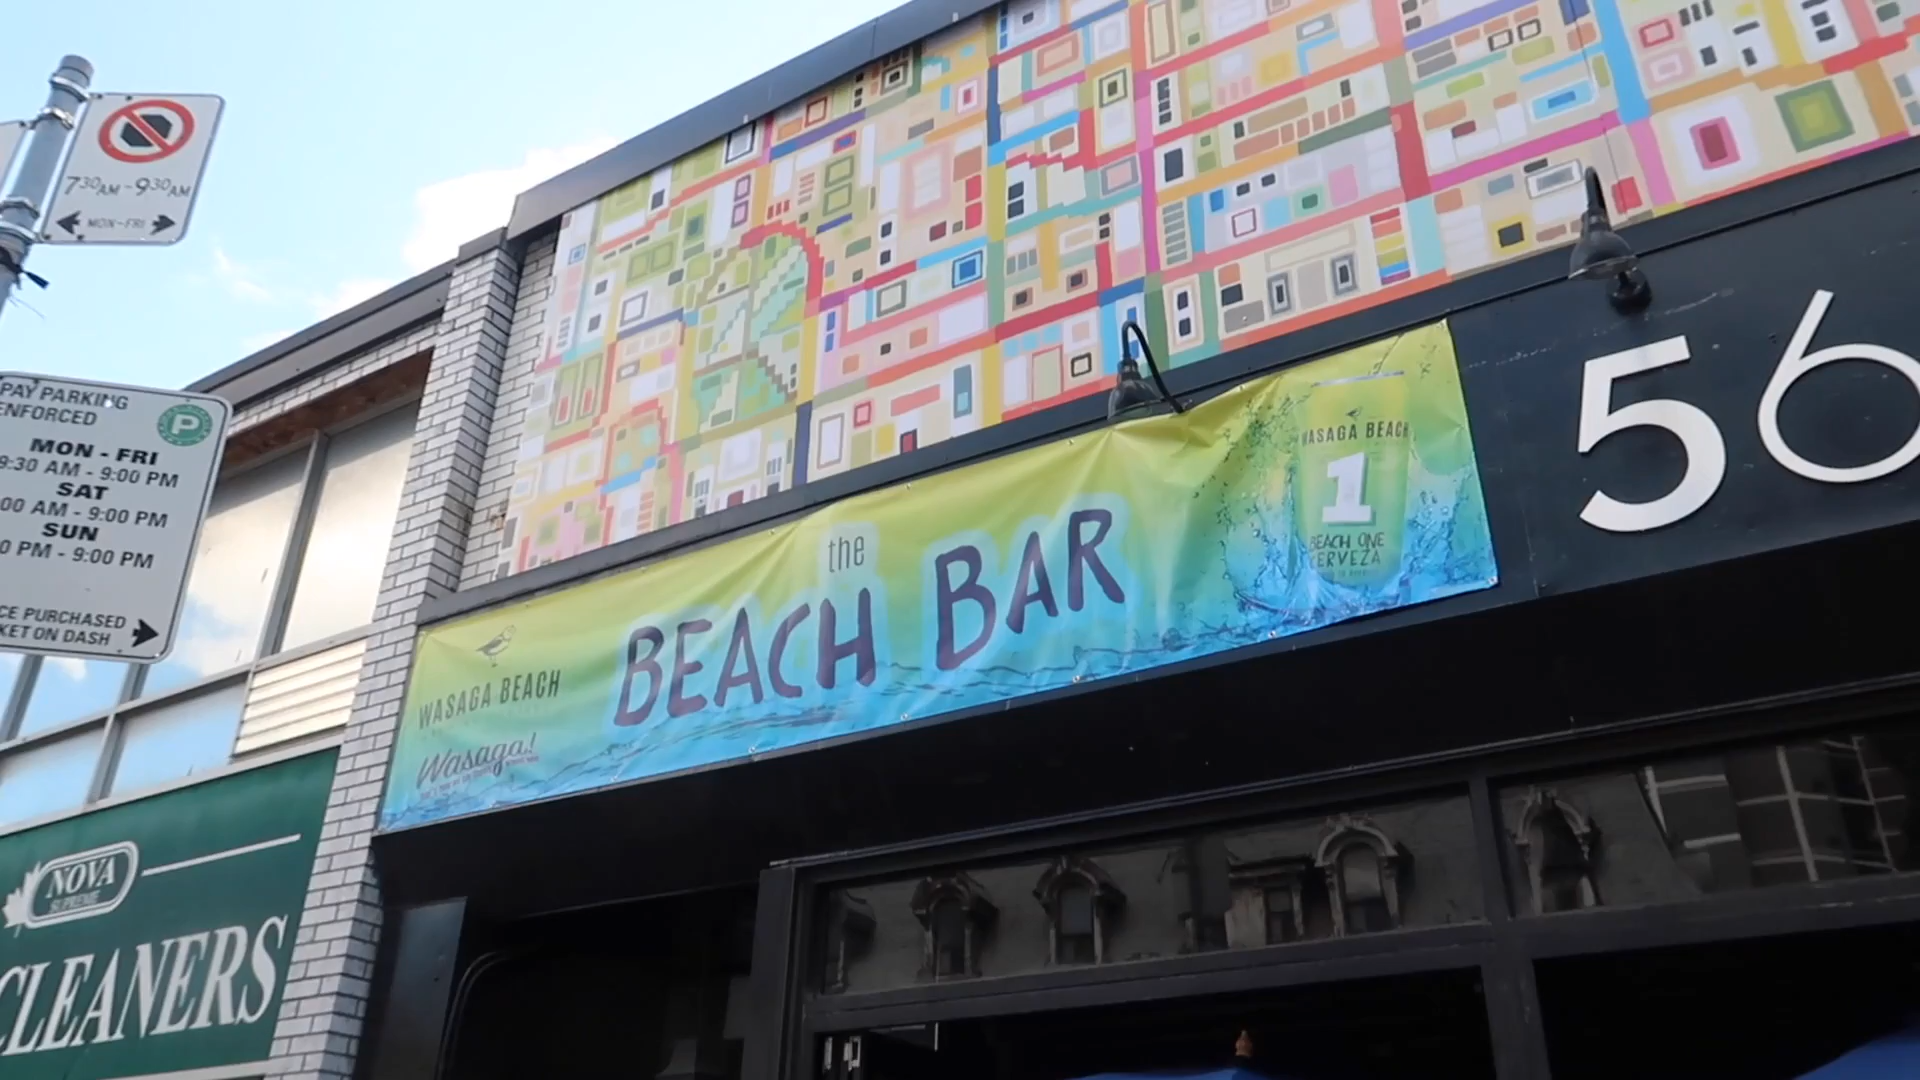 7:30AM - 9:30AM
MON-FRI
PAY PARKING
ENFORCED
P
MON - FRI
9:30 AM - 9:00 PM
SAT
00 AM - 9:00 PM
SUN
0 PM - 9:00 PM
CE PURCHASED
KET ON DASH
NOVA
SUPREME
CLEANERS
WASAGA BEACH
Wasaga!
the
BEACH BAR
WASAGA BEACH
1
BEACH ONE
CERVEZA
56